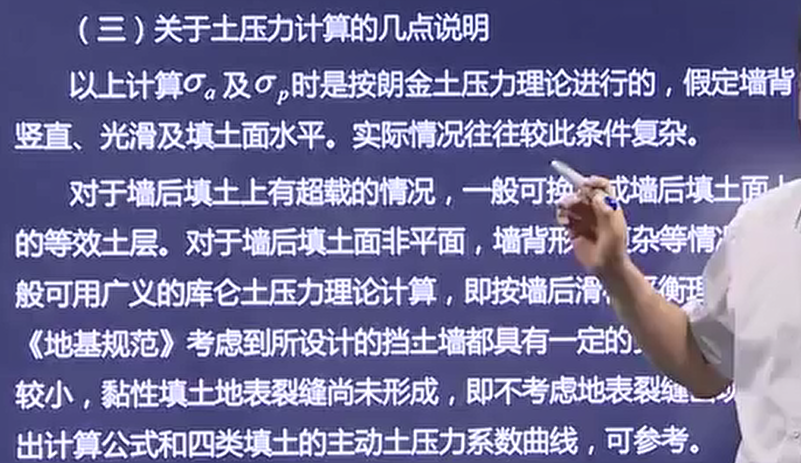 （三）关于土压力计算的几点说明
以上计算σa及σp时是按朗金土压力理论进行的，假定墙背
竖直、光滑及填土面水平。实际情况往往较此条件复杂。
对于墙后填土上有超载的情况，一般可换成墙后填土面上
的等效土层。对于墙后填土面非平面，墙背形复杂等情
般可用广义的库仑土压力理论计算，即按墙后滑平衡理
《地基规范》考虑到所设计的挡土墙都具有一定的
较小，黏性填土地表裂缝尚未形成，即不考虑地表裂缝
出计算公式和四类填土的主动土压力系数曲线，可参考。